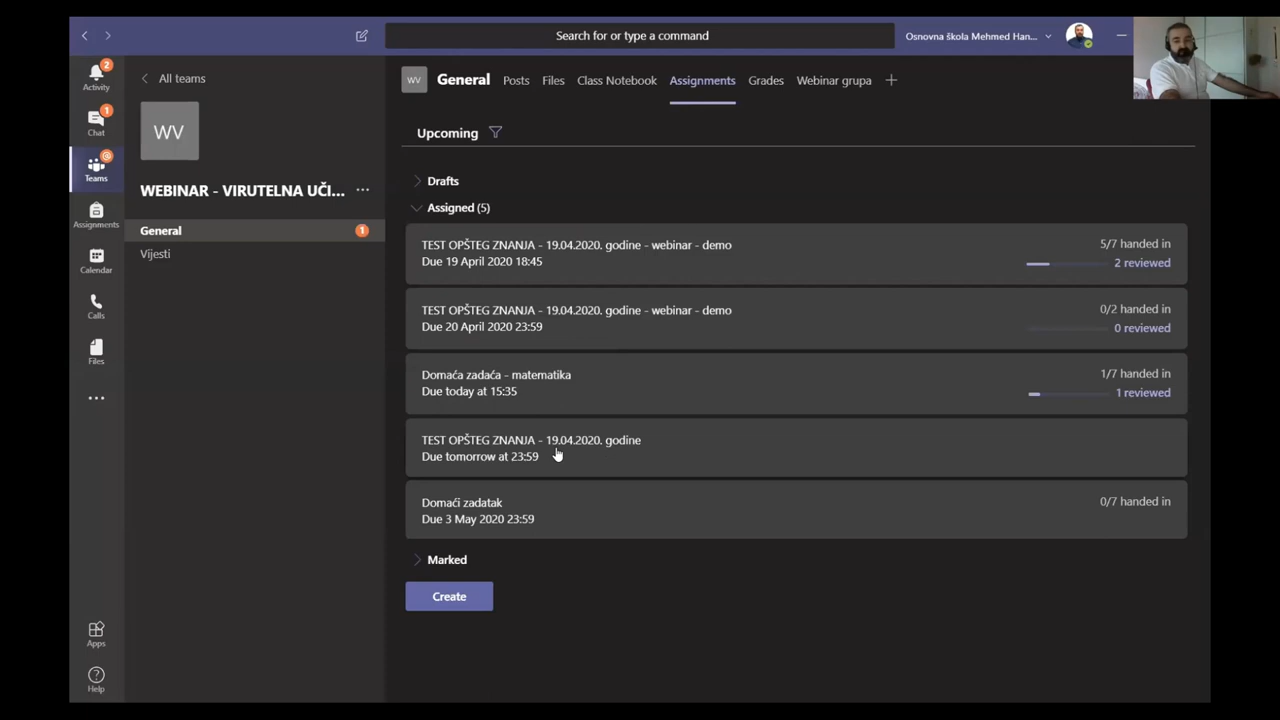 Search for or type a command
Osnovna škola Mehmed Han...
2
Activity
1
Chat
@
Teams
Assignments
Calendar
Calls
Files
Apps
?
Help
All teams
WV
WEBINAR - VIRUTELNA UČI...
General
1
Vijesti
WV
General
Posts
Files
Class Notebook
Assignments
Grades
Webinar grupa
Upcoming
Drafts
Assigned (5)
TEST OPŠTEG ZNANJA - 19.04.2020. godine - webinar - demo
Due 19 April 2020 18:45
5/7 handed in
2 reviewed
TEST OPŠTEG ZNANJA - 19.04.2020. godine - webinar - demo
Due 20 April 2020 23:59
0/2 handed in
0 reviewed
Domaća zadaća - matematika
Due today at 15:35
1/7 handed in
1 reviewed
TEST OPŠTEG ZNANJA - 19.04.2020. godine
Due tomorrow at 23:59
Domaći zadatak
Due 3 May 2020 23:59
0/7 handed in
Marked
Create